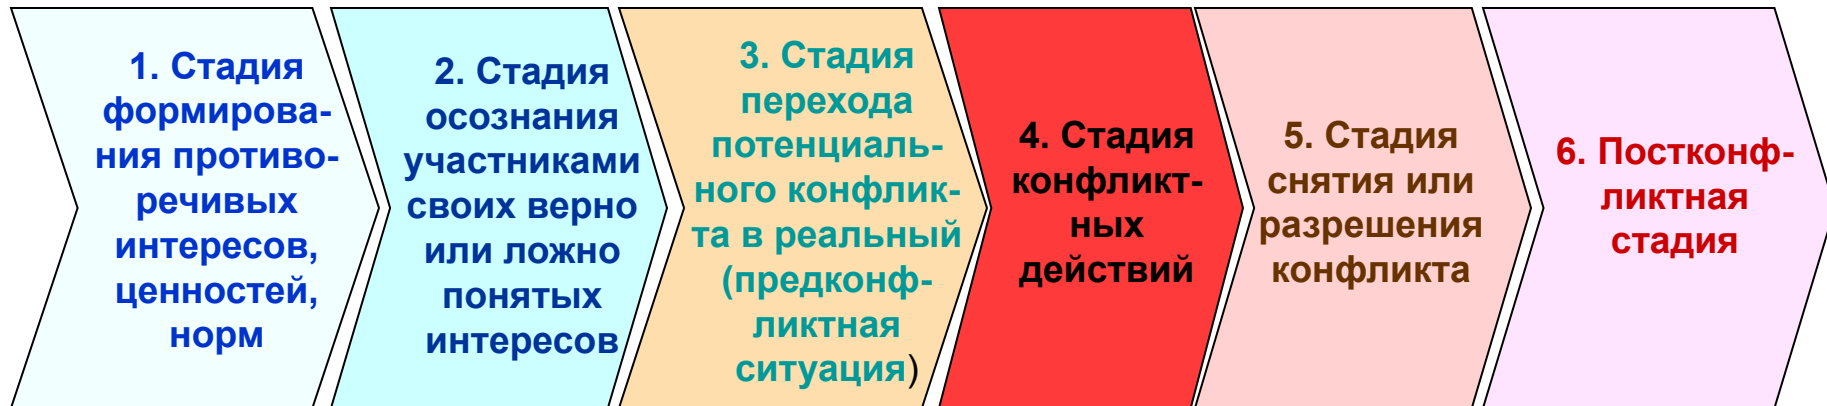 1. Стадия
формирова-
ния противо-
речивых
интересов,
ценностей,
норм
2. Стадия
осознания
участниками
своих верно
или ложно
понятых
интересов
3. Стадия
перехода
потенциаль-
ного конфлик-
та в реальный
(предконф-
ликтная
ситуация)
4. Стадия
конфликт-
ных
действий
5. Стадия
снятия или
разрешения
конфликта
6. Постконф-
ликтная
стадия